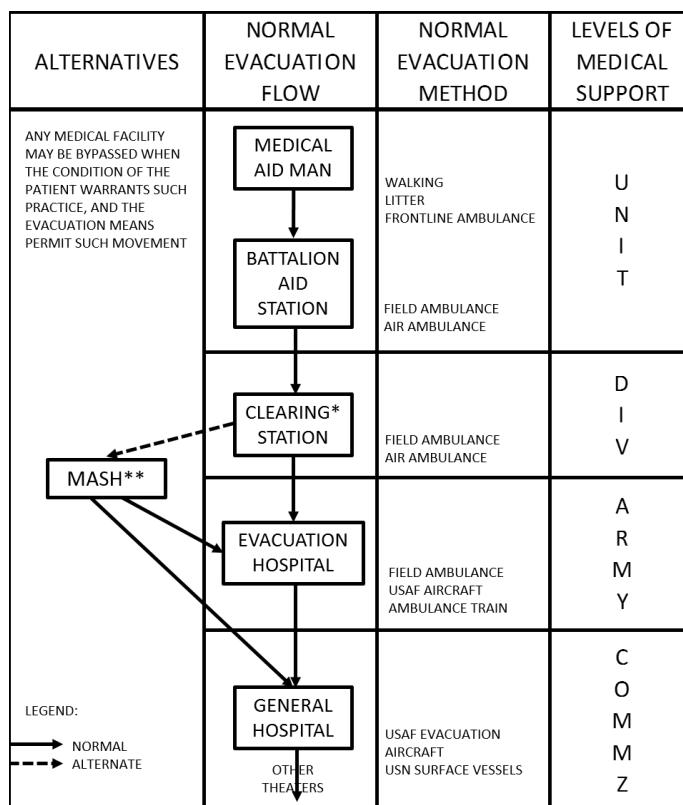 ALTERNATIVES
NORMAL
EVACUATION
FLOW
NORMAL
EVACUATION
METHOD
LEVELS OF
MEDICAL
SUPPORT
ANY MEDICAL FACILITY
MAY BE BYPASSED WHEN
THE CONDITION OF THE
PATIENT WARRANTS SUCH
PRACTICE, AND THE
EVACUATION MEANS
PERMIT SUCH MOVEMENT
MEDICAL
AID MAN
WALKING
LITTER
FRONTLINE AMBULANCE
U
N
I
T
BATTALION
AID
STATION
FIELD AMBULANCE
AIR AMBULANCE
CLEARING*
STATION
FIELD AMBULANCE
AIR AMBULANCE
D
I
V
MASH**
EVACUATION
HOSPITAL
FIELD AMBULANCE
USAF AIRCRAFT
AMBULANCE TRAIN
A
R
M
Y
GENERAL
HOSPITAL
USAF EVACUATION
AIRCRAFT
USN SURFACE VESSELS
C
O
M
M
Z
OTHER
THEATERS
LEGEND:
NORMAL
ALTERNATE